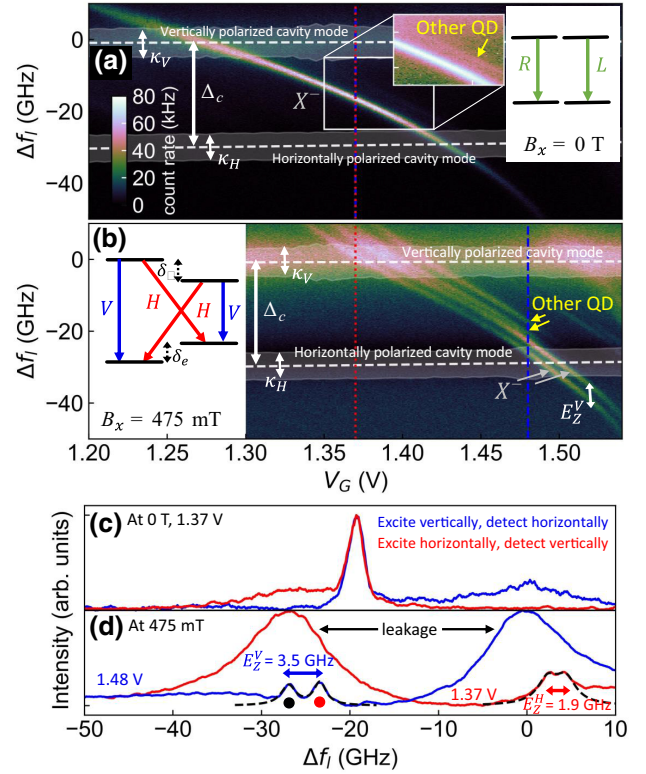 (a)
Vertically polarized cavity mode
κ_V
Δ_c
X⁻
κ_H
Horizontally polarized cavity mode
Other QD
R
L
B_x = 0 T
80
60
40
20
0
count rate (kHz)
0
−20
−40
Δf_l (GHz)
(b)
V
H
H
V
δ_□
δ_e
B_x = 475 mT
Vertically polarized cavity mode
κ_V
Δ_c
Other QD
Horizontally polarized cavity mode
κ_H
X⁻
E_Z^V
0
−20
−40
Δf_l (GHz)
1.20 1.25 1.30 1.35 1.40 1.45 1.50
V_G (V)
(c) At 0 T, 1.37 V
Excite vertically, detect horizontally
Excite horizontally, detect vertically
(d) At 475 mT
leakage
E_Z^V = 3.5 GHz
1.48 V
1.37 V
E_Z^H = 1.9 GHz
Intensity (arb. units)
−50 −40 −30 −20 −10 0 10
Δf_l (GHz)